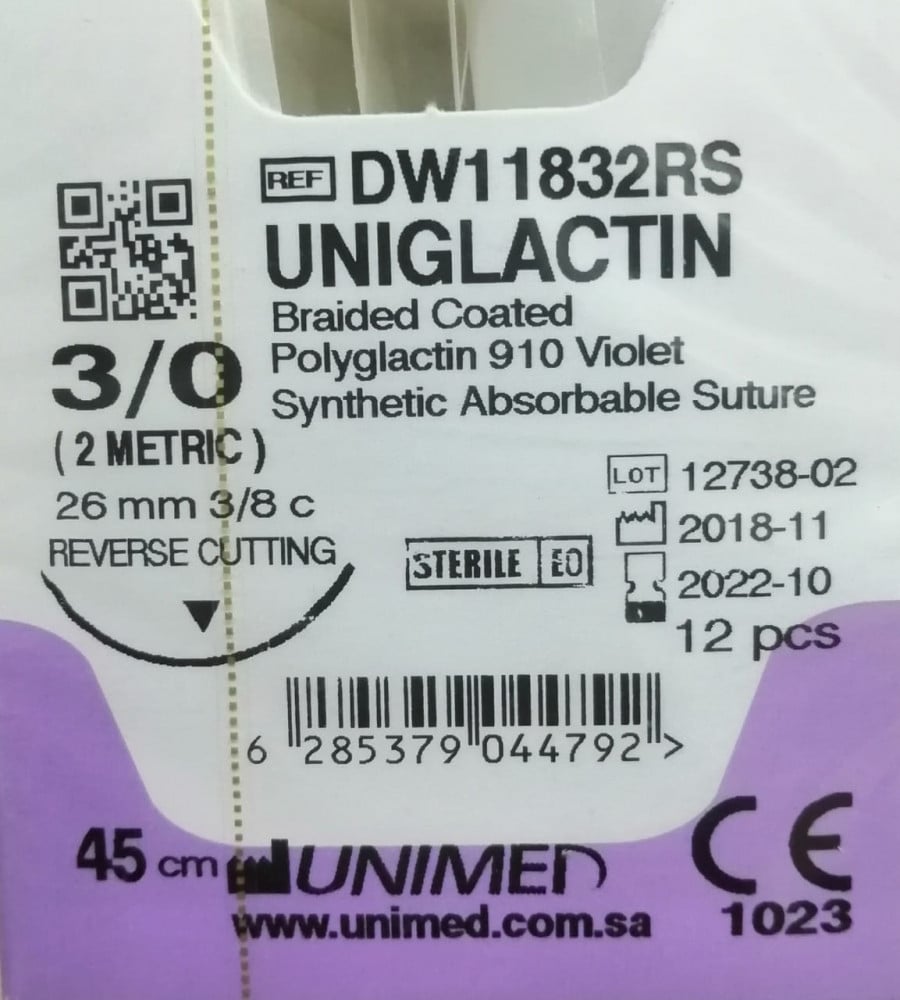 REF DW11832RS
UNIGLACTIN
Braided Coated
Polyglactin 910 Violet
Synthetic Absorbable Suture
3/0
(2 METRIC)
26 mm 3/8 c
REVERSE CUTTING
LOT 12738-02
2018-11
STERILE EO
2022-10
12 pcs
6 285379 044792 >
45 cm
UNIMED
www.unimed.com.sa
CE
1023